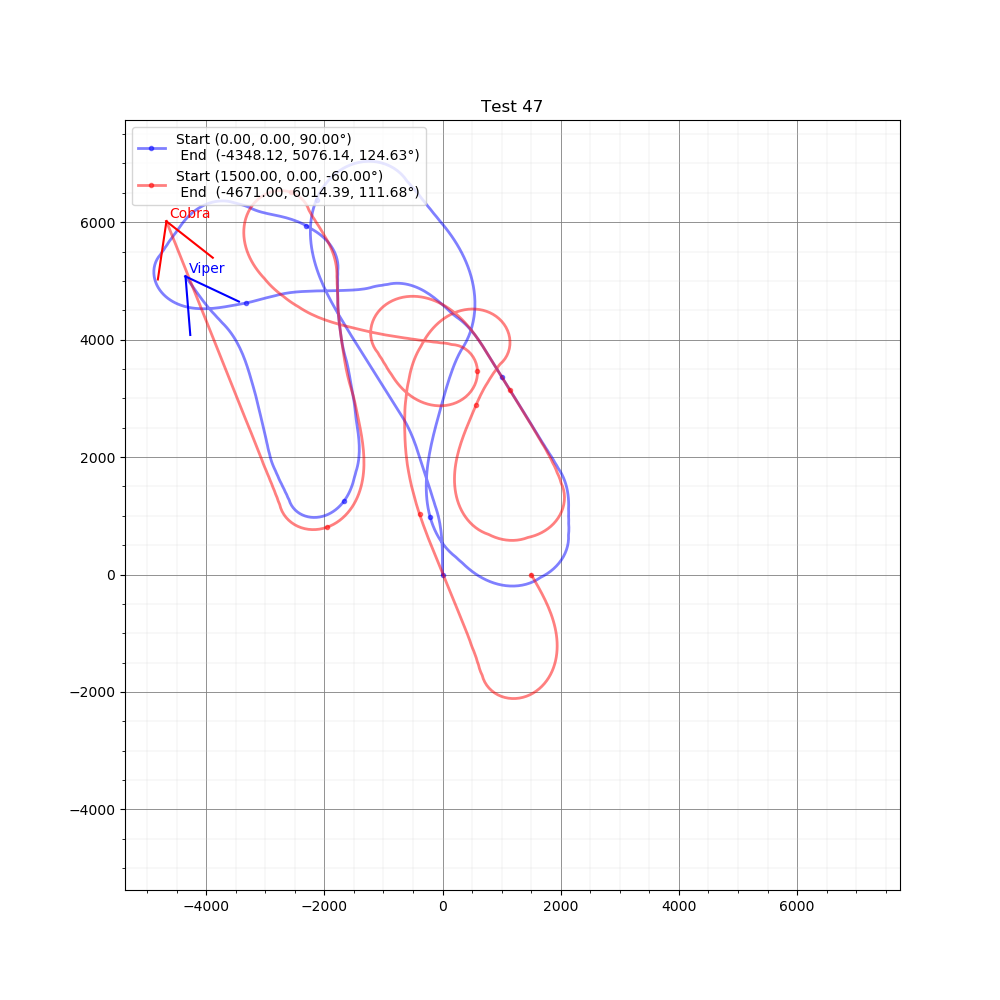 Test 47
Start (0.00, 0.00, 90.00°)
End (-4348.12, 5076.14, 124.63°)
Start (1500.00, 0.00, -60.00°)
End (-4671.00, 6014.39, 111.68°)
Cobra
Viper
6000
4000
2000
0
−2000
−4000
−4000 −2000 0 2000 4000 6000